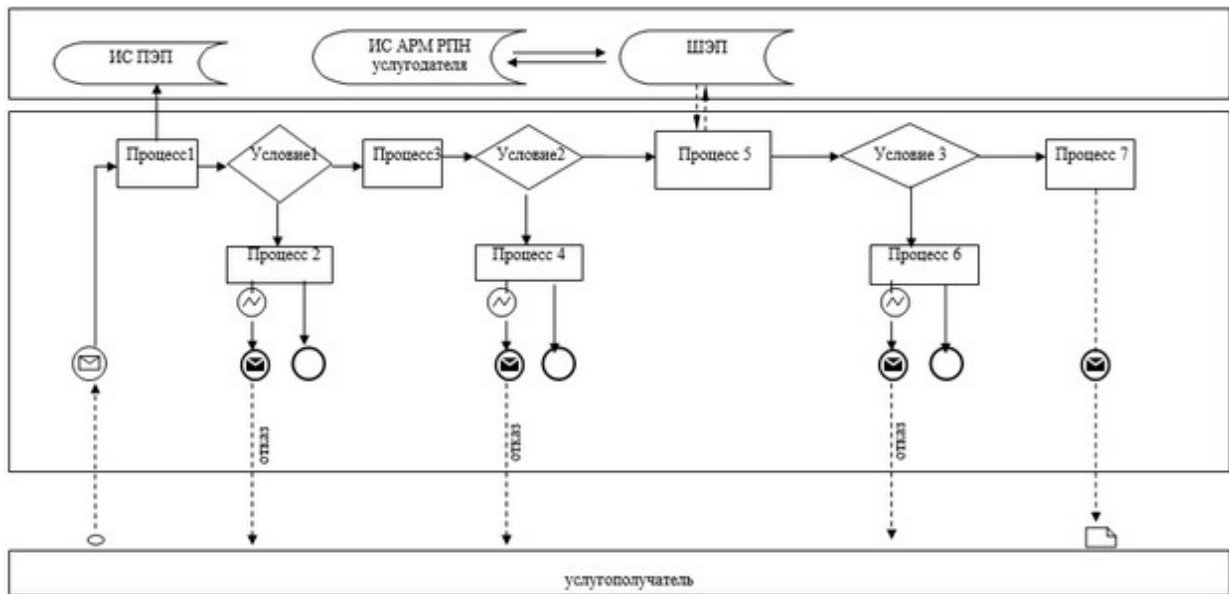 ИС ПЭП
ИС АРМ РПН
услугодателя
ШЭП
Процесс1
Условие1
Процесс3
Условие2
Процесс 5
Условие 3
Процесс 7
Процесс 2
Процесс 4
Процесс 6
отказ
отказ
отказ
услугополучатель